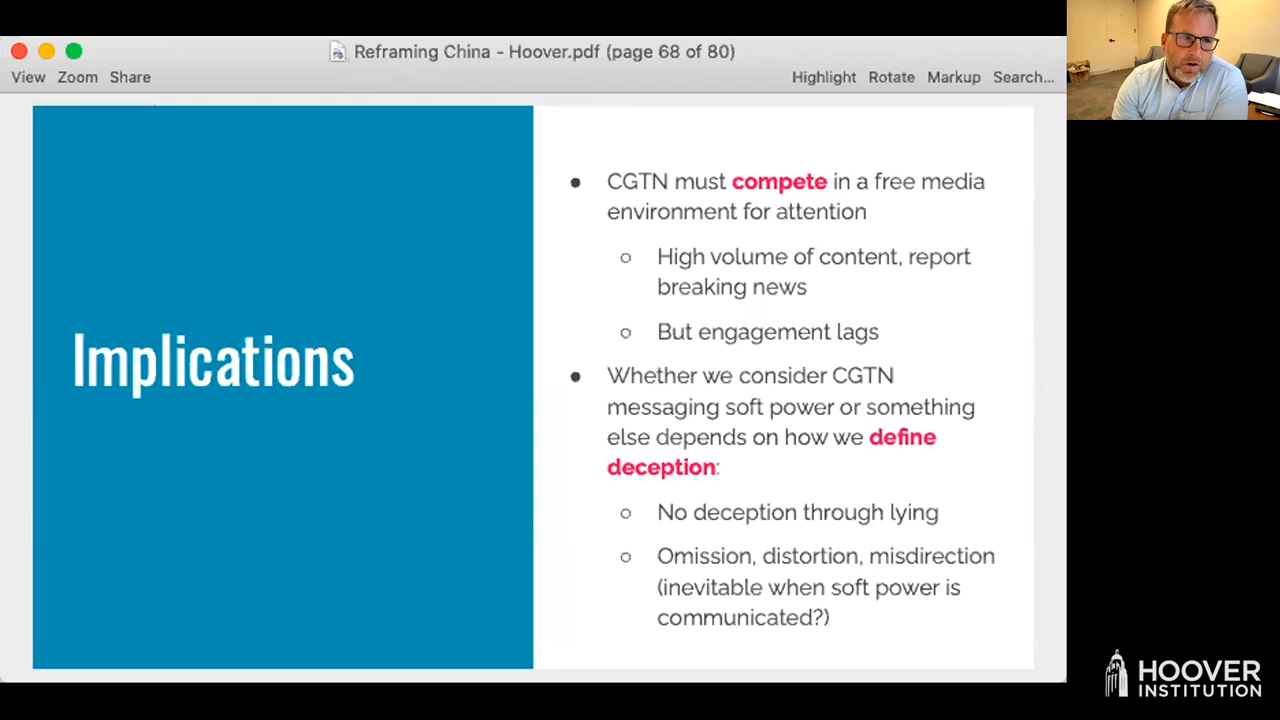 Reframing China - Hoover.pdf (page 68 of 80)
View Zoom Share
Highlight Rotate Markup Search...
Implications
● CGTN must compete in a free media
environment for attention
○ High volume of content, report
breaking news
○ But engagement lags
● Whether we consider CGTN
messaging soft power or something
else depends on how we define
deception:
○ No deception through lying
○ Omission, distortion, misdirection
(inevitable when soft power is
communicated?)
HOOVER
INSTITUTION